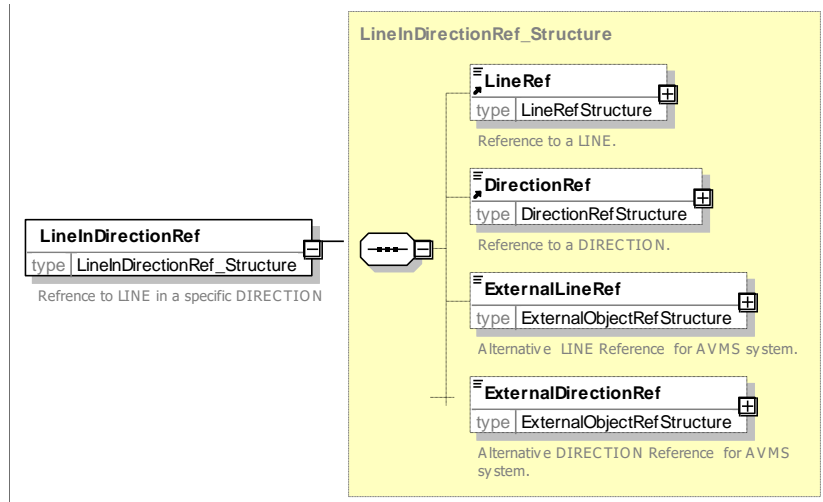 LineInDirectionRef_Structure
LineRef
type LineRefStructure
Reference to a LINE.
DirectionRef
type DirectionRefStructure
Reference to a DIRECTION.
LineInDirectionRef
type LineInDirectionRef_Structure
Refrence to LINE in a specific DIRECTION
ExternalLineRef
type ExternalObjectRefStructure
Alternative LINE Reference for AVMS system.
ExternalDirectionRef
type ExternalObjectRefStructure
Alternative DIRECTION Reference for AVMS
system.